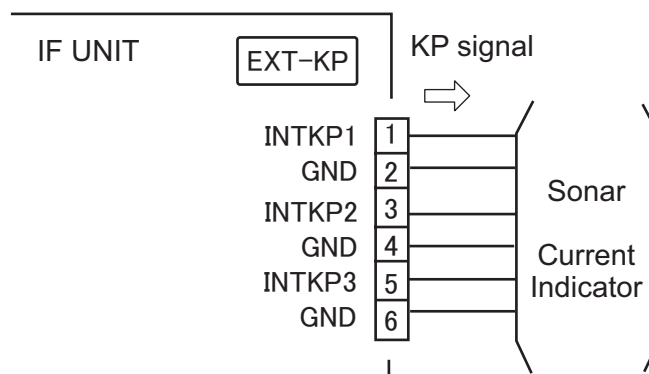 IF UNIT
EXT-KP
KP signal
INTKP1 1
GND 2
INTKP2 3
GND 4
INTKP3 5
GND 6
Sonar
Current
Indicator